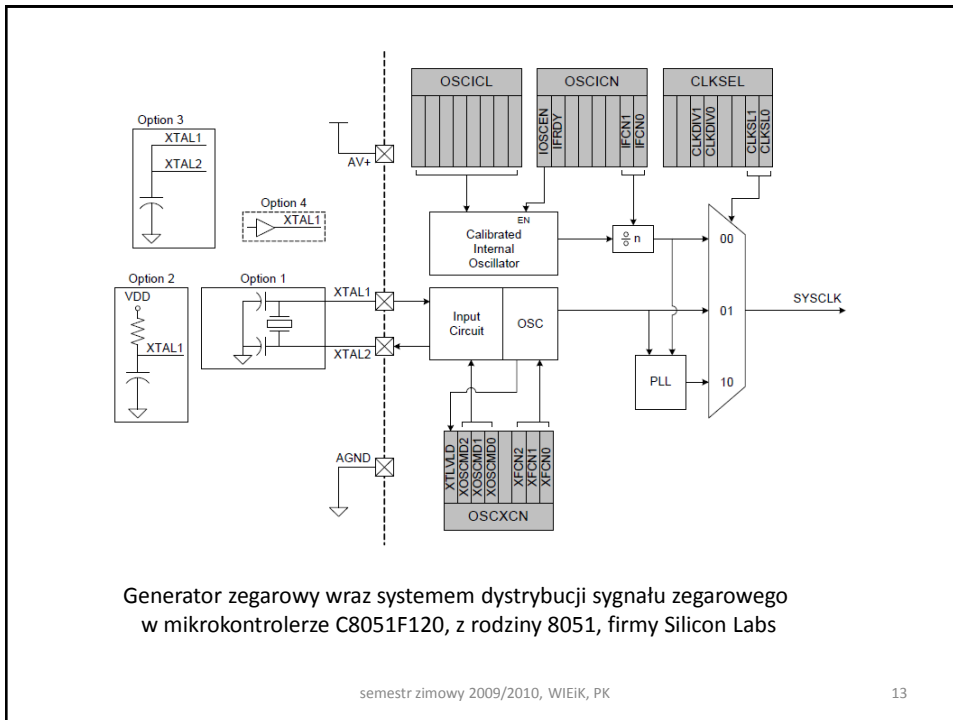 OSCICL
OSCICN
CLKSEL
IOSCEN
IFRDY
IFCN1
IFCN0
CLKDIV1
CLKDIV0
CLKSL1
CLKSL0
Option 3
XTAL1
XTAL2
AV+
Option 4
XTAL1
EN
Calibrated
Internal
Oscillator
n
00
Option 2
VDD
XTAL1
Option 1
XTAL1
XTAL2
Input
Circuit
OSC
01
SYSCLK
PLL
10
AGND
XTLVLD
XOSCMD2
XOSCMD1
XOSCMD0
XFCN2
XFCN1
XFCN0
OSCXCN
Generator zegarowy wraz systemem dystrybucji sygnału zegarowego
w mikrokontrolerze C8051F120, z rodziny 8051, firmy Silicon Labs
semestr zimowy 2009/2010, WIEiK, PK
13